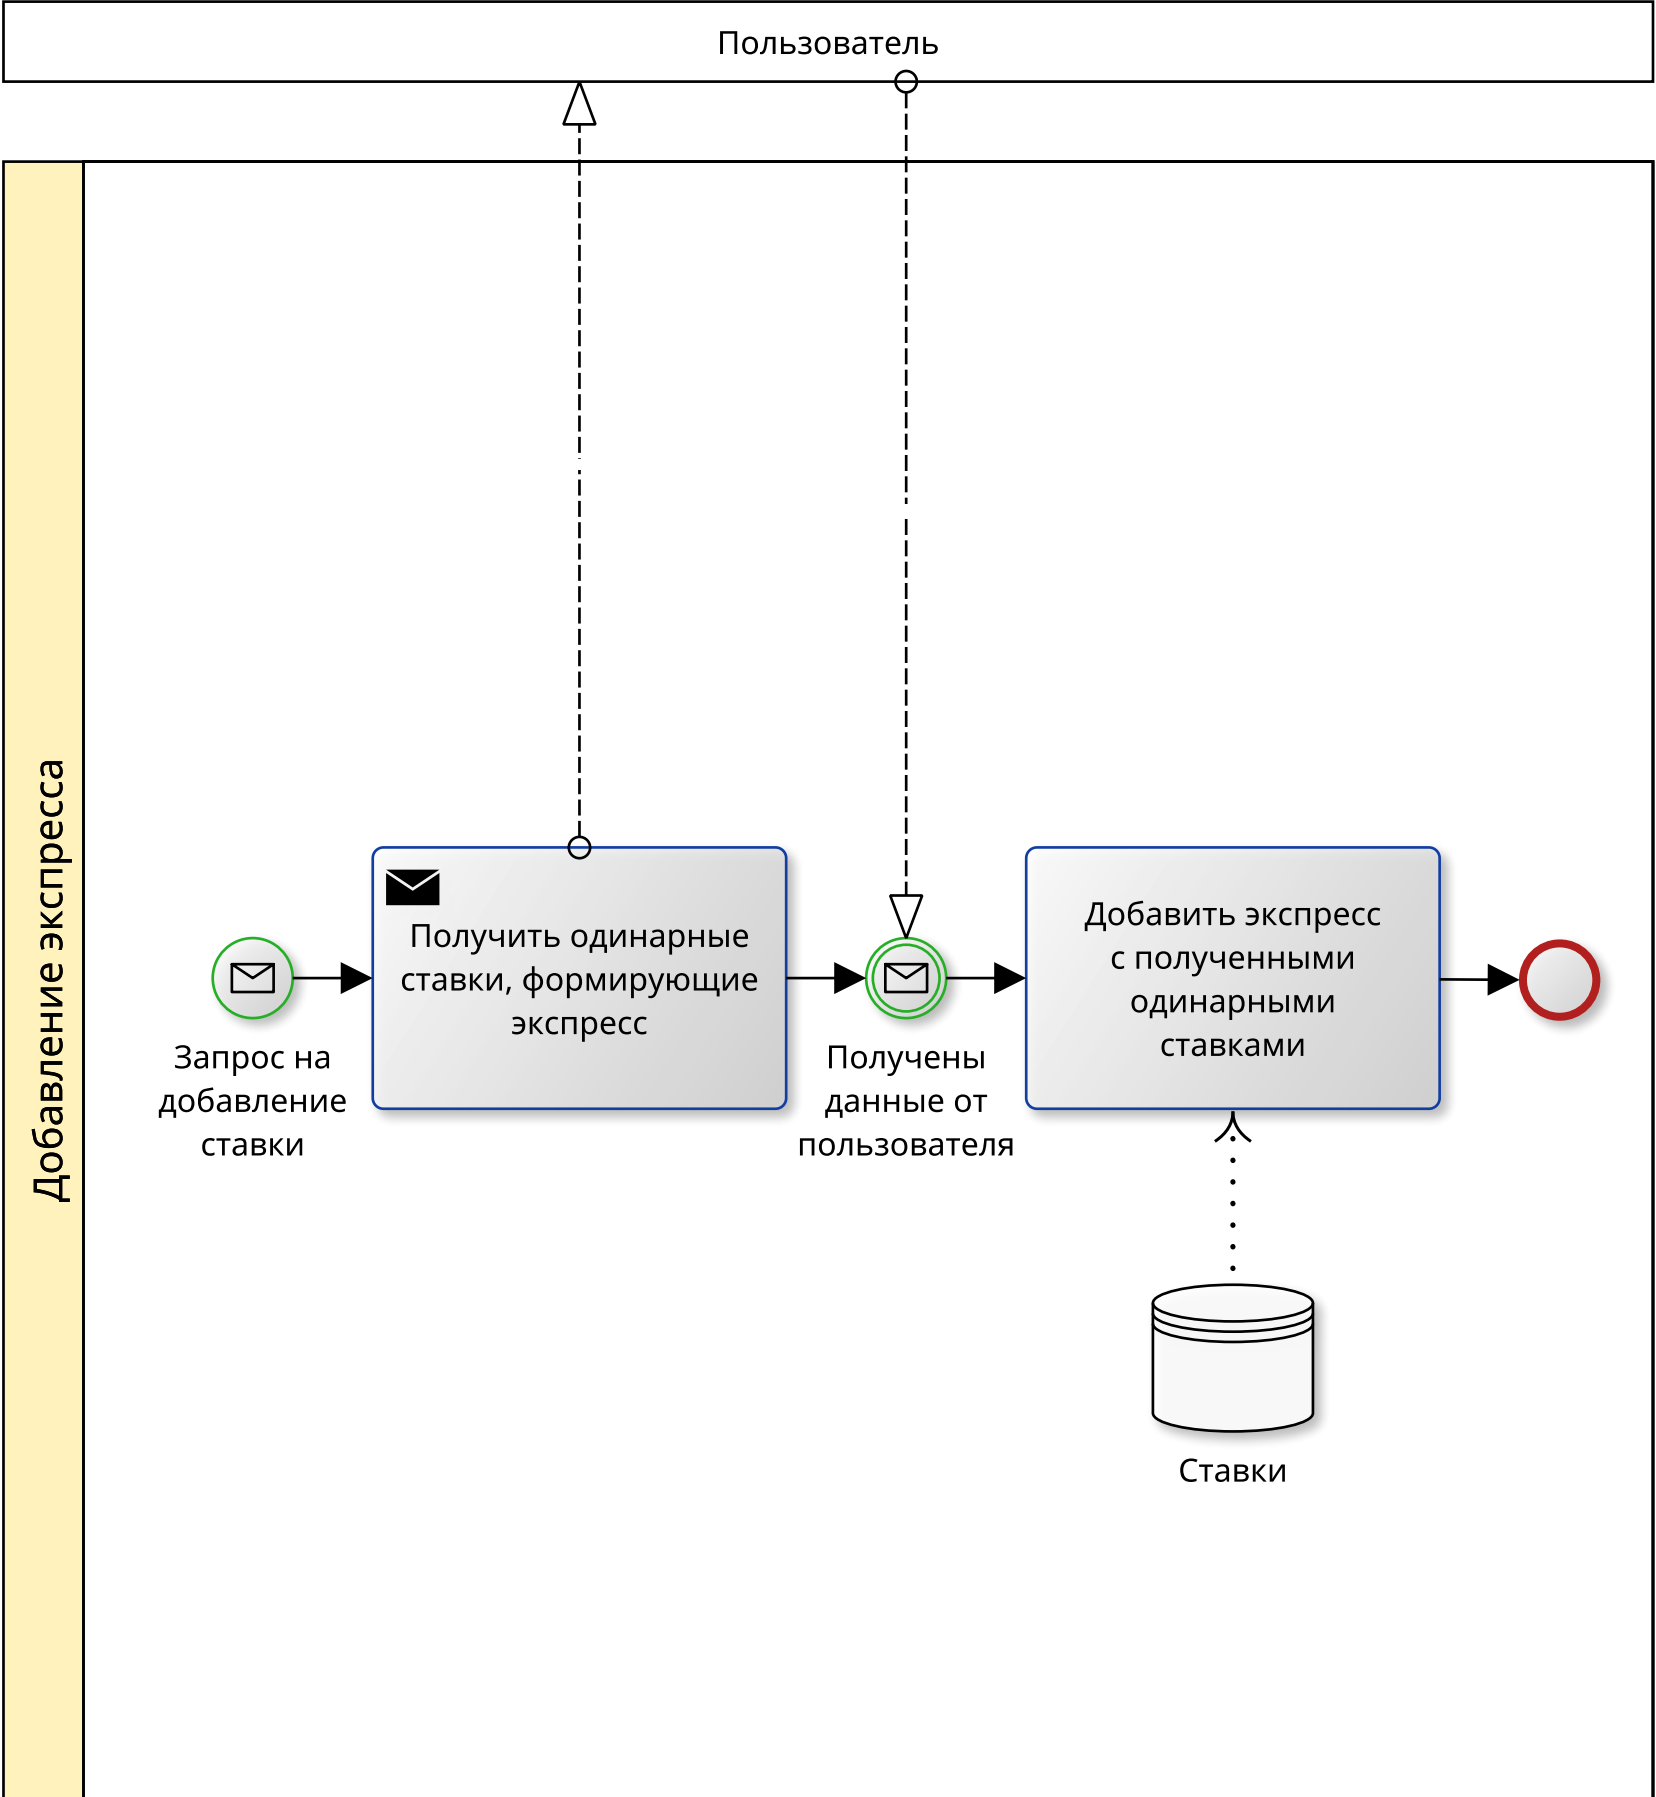 Пользователь
Добавление экспресса
Запрос на
добавление
ставки
Получить одинарные
ставки, формирующие
экспресс
Получены
данные от
пользователя
Добавить экспресс
с полученными
одинарными
ставками
Ставки